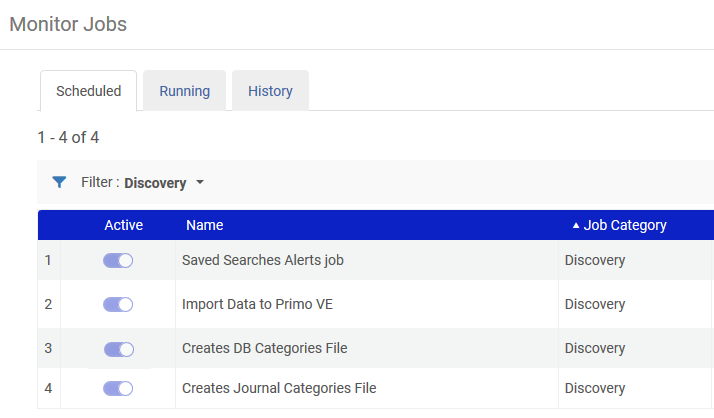 Monitor Jobs
Scheduled Running History
1 - 4 of 4
Filter : Discovery
Active Name Job Category
1 Saved Searches Alerts job Discovery
2 Import Data to Primo VE Discovery
3 Creates DB Categories File Discovery
4 Creates Journal Categories File Discovery